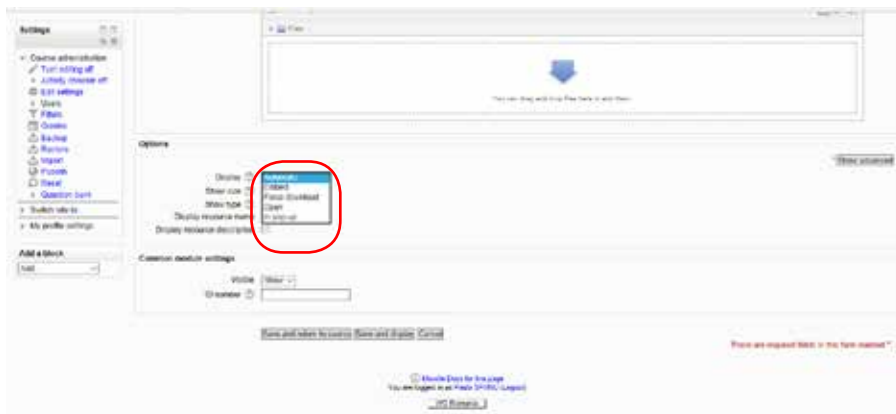 Settings
Files
Course administration
Turn editing off
Activity chooser off
Edit settings
Users
Filters
Grades
Backup
Restore
Import
Publish
Reset
Question bank
Switch role to
My profile settings
Add a block
Add
You can drag and drop files here to add them.
Options
Show advanced
Display
Automatic
Embed
Force download
Open
In pop-up
Show size
Show type
Display resource name
Display resource description
Common module settings
Visible Show
ID number
Save and return to course Save and display Cancel
There are required fields in this form marked *.
Moodle Docs for this page
You are logged in as (Logout)